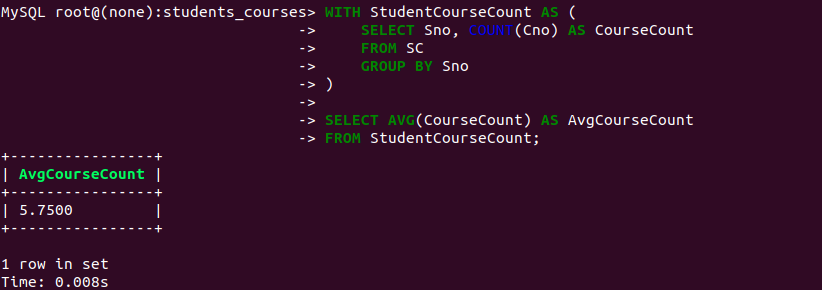 MySQL root@(none):students_courses> WITH StudentCourseCount AS (
                                 ->     SELECT Sno, COUNT(Cno) AS CourseCount
                                 ->     FROM SC
                                 ->     GROUP BY Sno
                                 -> )
                                 ->
                                 -> SELECT AVG(CourseCount) AS AvgCourseCount
                                 -> FROM StudentCourseCount;
+----------------+
| AvgCourseCount |
+----------------+
| 5.7500         |
+----------------+

1 row in set
Time: 0.008s